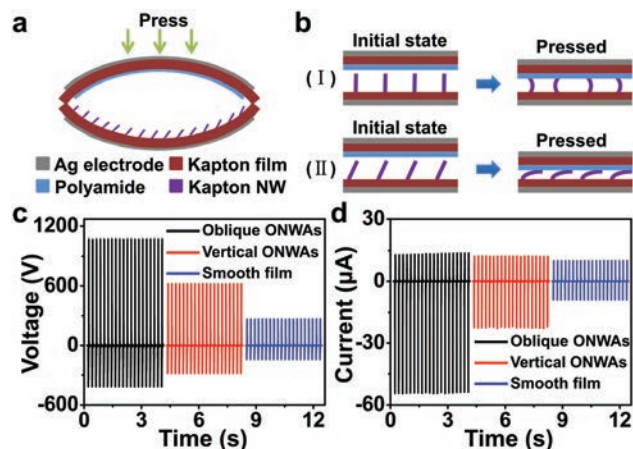 a
Press
Ag electrode
Kapton film
Polyamide
Kapton NW
b
Initial state
Pressed
(Ⅰ)
Initial state
Pressed
(Ⅱ)
c
1200
600
0
-600
Voltage (V)
Oblique ONWAs
Vertical ONWAs
Smooth film
0 3 6 9 12
Time (s)
d
30
0
-30
-60
Current (μA)
Oblique ONWAs
Vertical ONWAs
Smooth film
0 3 6 9 12
Time (s)